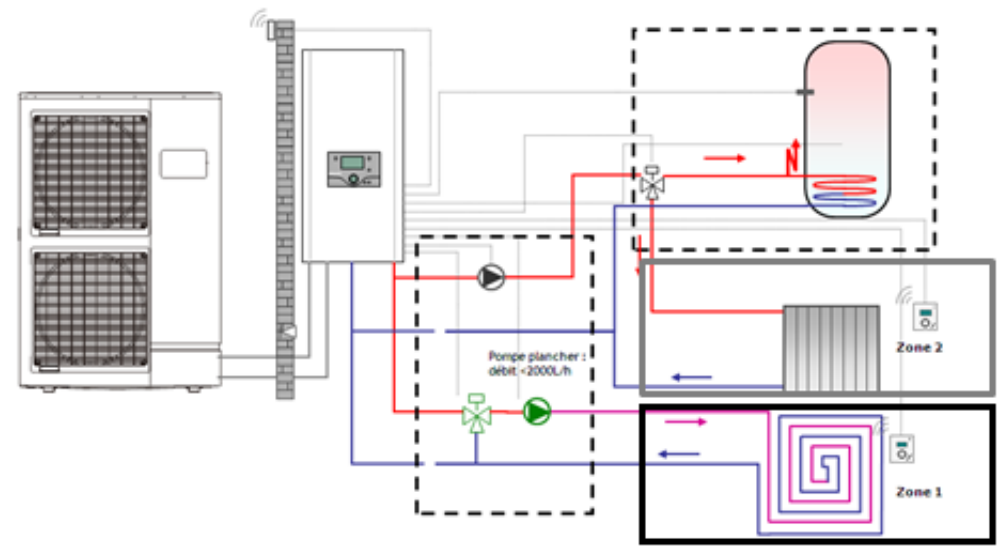 Zone 2
Pompe plancher :
débit <2000L/h
Zone 1